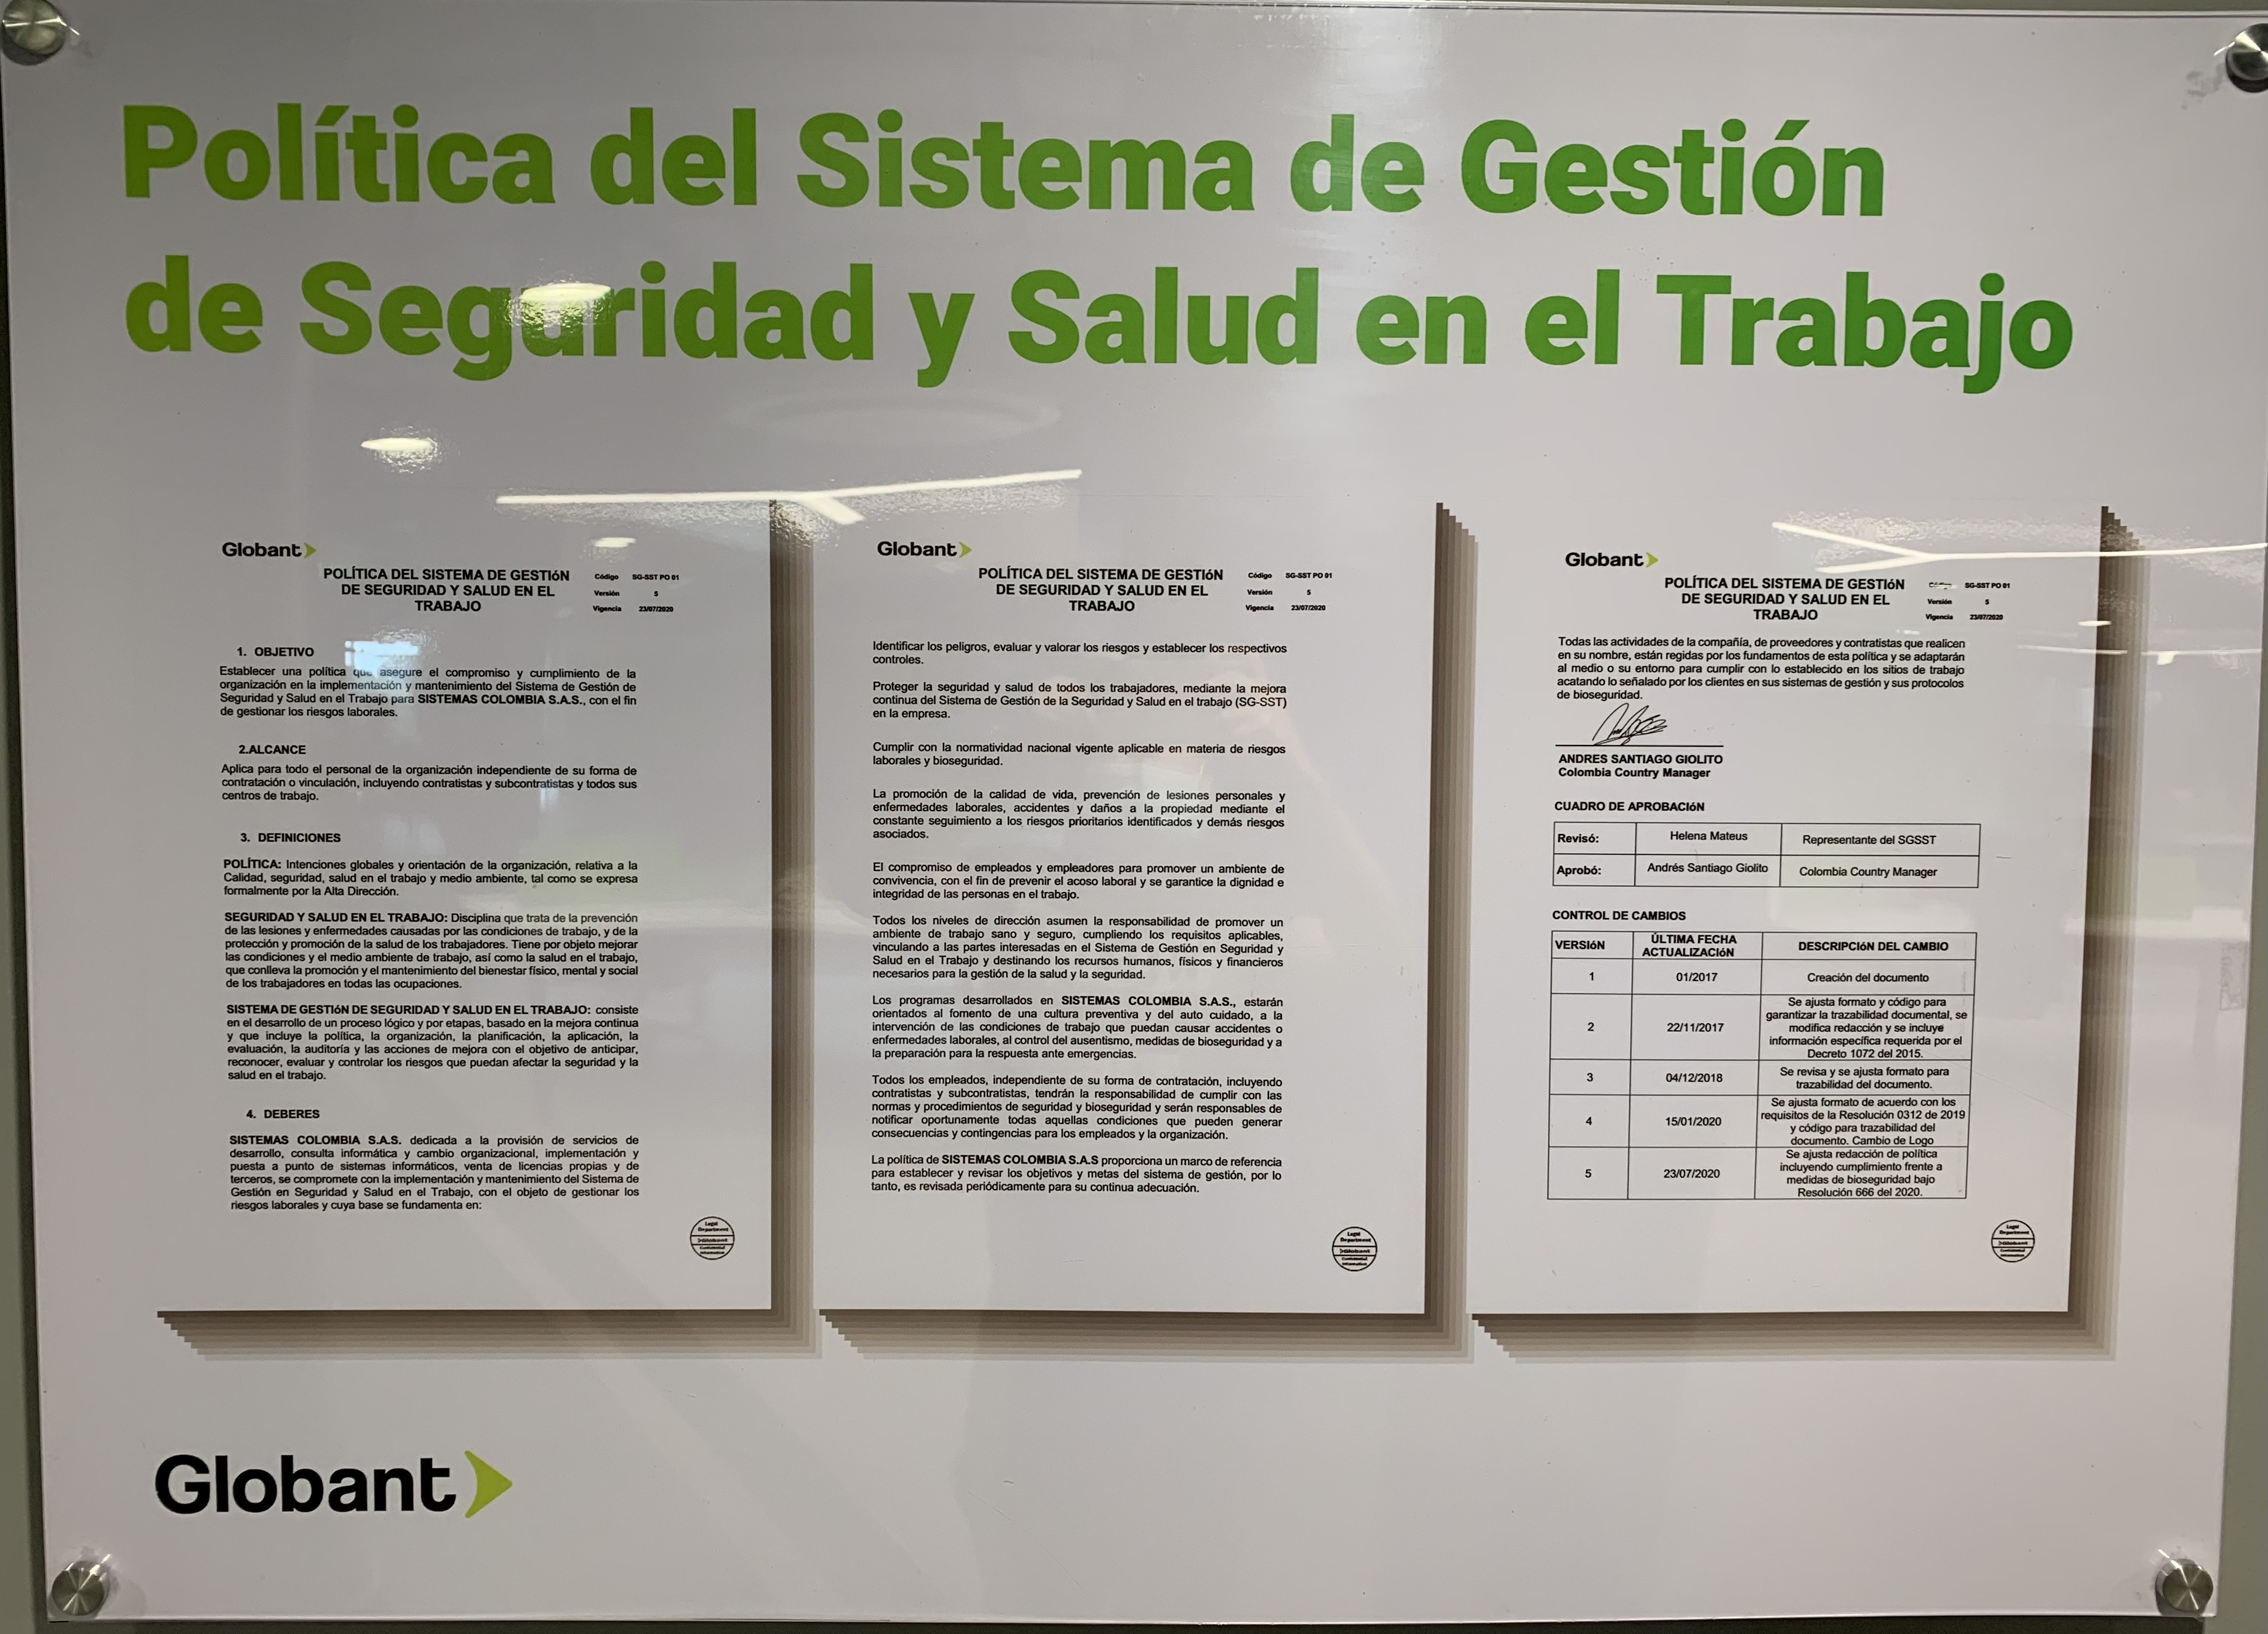 Política del Sistema de Gestión
de Seguridad y Salud en el Trabajo
Globant
POLÍTICA DEL SISTEMA DE GESTIóN
DE SEGURIDAD Y SALUD EN EL
TRABAJO
Código SG-SST PO 01
Versión 5
Vigencia 23/07/2020
1. OBJETIVO
Establecer una política que asegure el compromiso y cumplimiento de la
organización en la implementación y mantenimiento del Sistema de Gestión de
Seguridad y Salud en el Trabajo para SISTEMAS COLOMBIA S.A.S., con el fin
de gestionar los riesgos laborales.
2.ALCANCE
Aplica para todo el personal de la organización independiente de su forma de
contratación o vinculación, incluyendo contratistas y subcontratistas y todos sus
centros de trabajo.
3. DEFINICIONES
POLÍTICA: Intenciones globales y orientación de la organización, relativa a la
Calidad, seguridad, salud en el trabajo y medio ambiente, tal como se expresa
formalmente por la Alta Dirección.
SEGURIDAD Y SALUD EN EL TRABAJO: Disciplina que trata de la prevención
de las lesiones y enfermedades causadas por las condiciones de trabajo, y de la
protección y promoción de la salud de los trabajadores. Tiene por objeto mejorar
las condiciones y el medio ambiente de trabajo, así como la salud en el trabajo,
que conlleva la promoción y el mantenimiento del bienestar físico, mental y social
de los trabajadores en todas las ocupaciones.
SISTEMA DE GESTIóN DE SEGURIDAD Y SALUD EN EL TRABAJO: consiste
en el desarrollo de un proceso lógico y por etapas, basado en la mejora continua
y que incluye la política, la organización, la planificación, la aplicación, la
evaluación, la auditoría y las acciones de mejora con el objetivo de anticipar,
reconocer, evaluar y controlar los riesgos que puedan afectar la seguridad y la
salud en el trabajo.
4. DEBERES
SISTEMAS COLOMBIA S.A.S. dedicada a la provisión de servicios de
desarrollo, consulta informática y cambio organizacional, implementación y
puesta a punto de sistemas informáticos, venta de licencias propias y de
terceros, se compromete con la implementación y mantenimiento del Sistema de
Gestión en Seguridad y Salud en el Trabajo, con el objeto de gestionar los
riesgos laborales y cuya base se fundamenta en:
Legal
Department
Globant
Confidential
Information
Globant
POLÍTICA DEL SISTEMA DE GESTIóN
DE SEGURIDAD Y SALUD EN EL
TRABAJO
Código SG-SST PO 01
Versión 5
Vigencia 23/07/2020
Identificar los peligros, evaluar y valorar los riesgos y establecer los respectivos
controles.
Proteger la seguridad y salud de todos los trabajadores, mediante la mejora
continua del Sistema de Gestión de la Seguridad y Salud en el trabajo (SG-SST)
en la empresa.
Cumplir con la normatividad nacional vigente aplicable en materia de riesgos
laborales y bioseguridad.
La promoción de la calidad de vida, prevención de lesiones personales y
enfermedades laborales, accidentes y daños a la propiedad mediante el
constante seguimiento a los riesgos prioritarios identificados y demás riesgos
asociados.
El compromiso de empleados y empleadores para promover un ambiente de
convivencia, con el fin de prevenir el acoso laboral y se garantice la dignidad e
integridad de las personas en el trabajo.
Todos los niveles de dirección asumen la responsabilidad de promover un
ambiente de trabajo sano y seguro, cumpliendo los requisitos aplicables,
vinculando a las partes interesadas en el Sistema de Gestión en Seguridad y
Salud en el Trabajo y destinando los recursos humanos, físicos y financieros
necesarios para la gestión de la salud y la seguridad.
Los programas desarrollados en SISTEMAS COLOMBIA S.A.S., estarán
orientados al fomento de una cultura preventiva y del auto cuidado, a la
intervención de las condiciones de trabajo que puedan causar accidentes o
enfermedades laborales, al control del ausentismo, medidas de bioseguridad y a
la preparación para la respuesta ante emergencias.
Todos los empleados, independiente de su forma de contratación, incluyendo
contratistas y subcontratistas, tendrán la responsabilidad de cumplir con las
normas y procedimientos de seguridad y bioseguridad y serán responsables de
notificar oportunamente todas aquellas condiciones que pueden generar
consecuencias y contingencias para los empleados y la organización.
La política de SISTEMAS COLOMBIA S.A.S proporciona un marco de referencia
para establecer y revisar los objetivos y metas del sistema de gestión, por lo
tanto, es revisada periódicamente para su continua adecuación.
Legal
Department
Globant
Confidential
Information
Globant
POLÍTICA DEL SISTEMA DE GESTIóN
DE SEGURIDAD Y SALUD EN EL
TRABAJO
SG-SST PO 01
Versión 5
Vigencia 23/07/2020
Todas las actividades de la compañía, de proveedores y contratistas que realicen
en su nombre, están regidas por los fundamentos de esta política y se adaptarán
al medio o su entorno para cumplir con lo establecido en los sitios de trabajo
acatando lo señalado por los clientes en sus sistemas de gestión y sus protocolos
de bioseguridad.
ANDRES SANTIAGO GIOLITO
Colombia Country Manager
CUADRO DE APROBACIóN
Revisó: Helena Mateus Representante del SGSST
Aprobó: Andrés Santiago Giolito Colombia Country Manager
CONTROL DE CAMBIOS
VERSIóN ÚLTIMA FECHA ACTUALIZACIóN DESCRIPCIóN DEL CAMBIO
1 01/2017 Creación del documento
2 22/11/2017 Se ajusta formato y código para
garantizar la trazabilidad documental, se
modifica redacción y se incluye
información específica requerida por el
Decreto 1072 del 2015.
3 04/12/2018 Se revisa y se ajusta formato para
trazabilidad del documento.
4 15/01/2020 Se ajusta formato de acuerdo con los
requisitos de la Resolución 0312 de 2019
y código para trazabilidad del
documento. Cambio de Logo
5 23/07/2020 Se ajusta redacción de política
incluyendo cumplimiento frente a
medidas de bioseguridad bajo
Resolución 666 del 2020.
Legal
Department
Globant
Confidential
Information
Globant